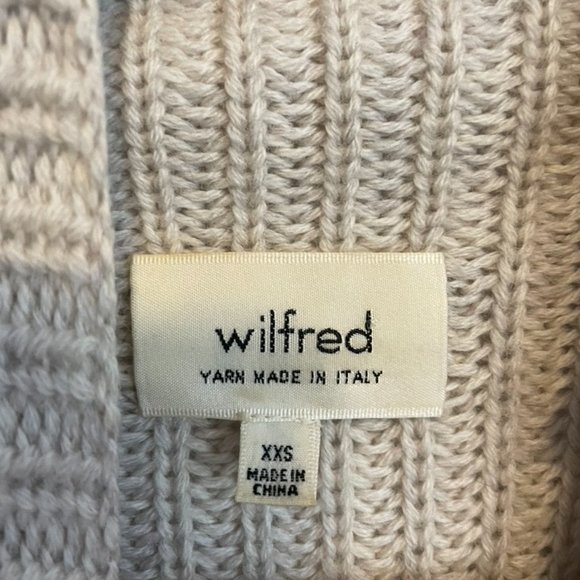 wilfred
YARN MADE IN ITALY
XXS
MADE IN
CHINA